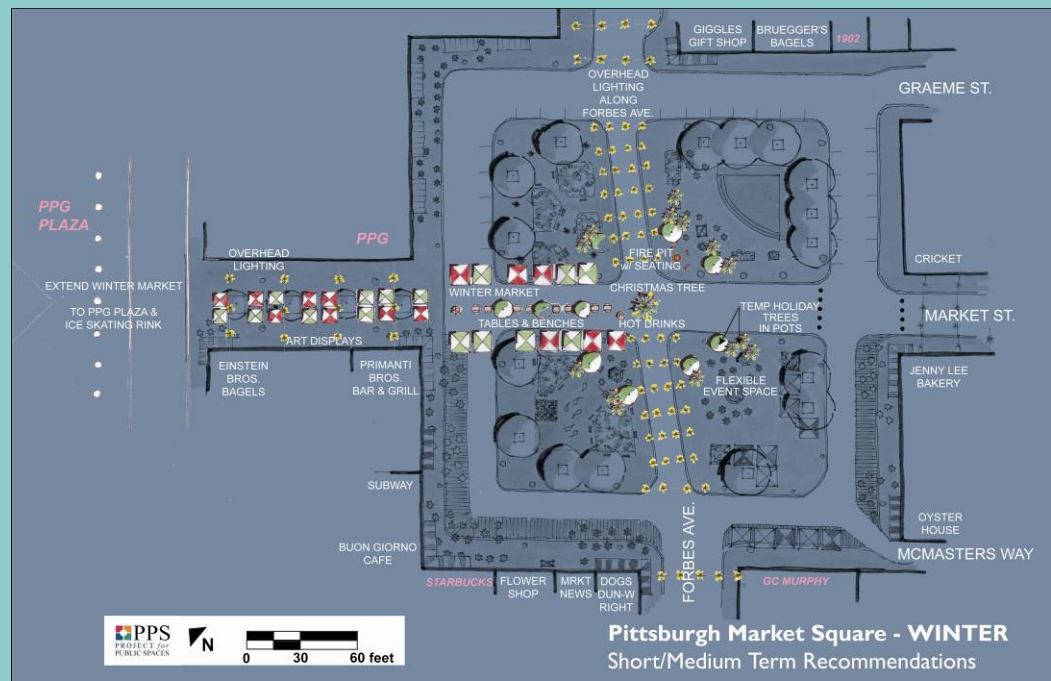 GIGGLES
GIFT SHOP
BRUEGGER'S
BAGELS
1902
OVERHEAD
LIGHTING
ALONG
FORBES AVE.
GRAEME ST.
PPG
PLAZA
PPG
OVERHEAD
LIGHTING
EXTEND WINTER MARKET
TO PPG PLAZA &
ICE SKATING RINK
ART DISPLAYS
EINSTEIN
BROS.
BAGELS
PRIMANTI
BROS.
BAR & GRILL
WINTER MARKET
TABLES & BENCHES
FIRE PIT
w/ SEATING
CHRISTMAS TREE
HOT DRINKS
TEMP HOLIDAY
TREES
IN POTS
FLEXIBLE
EVENT SPACE
CRICKET
MARKET ST.
JENNY LEE
BAKERY
SUBWAY
BUON GIORNO
CAFE
STARBUCKS
FLOWER
SHOP
MRKT
NEWS
DOGS
DUN-W
RIGHT
FORBES AVE.
GC MURPHY
OYSTER
HOUSE
MCMASTERS WAY
PPS
PROJECT for
PUBLIC SPACES
N
0 30 60 feet
Pittsburgh Market Square - WINTER
Short/Medium Term Recommendations